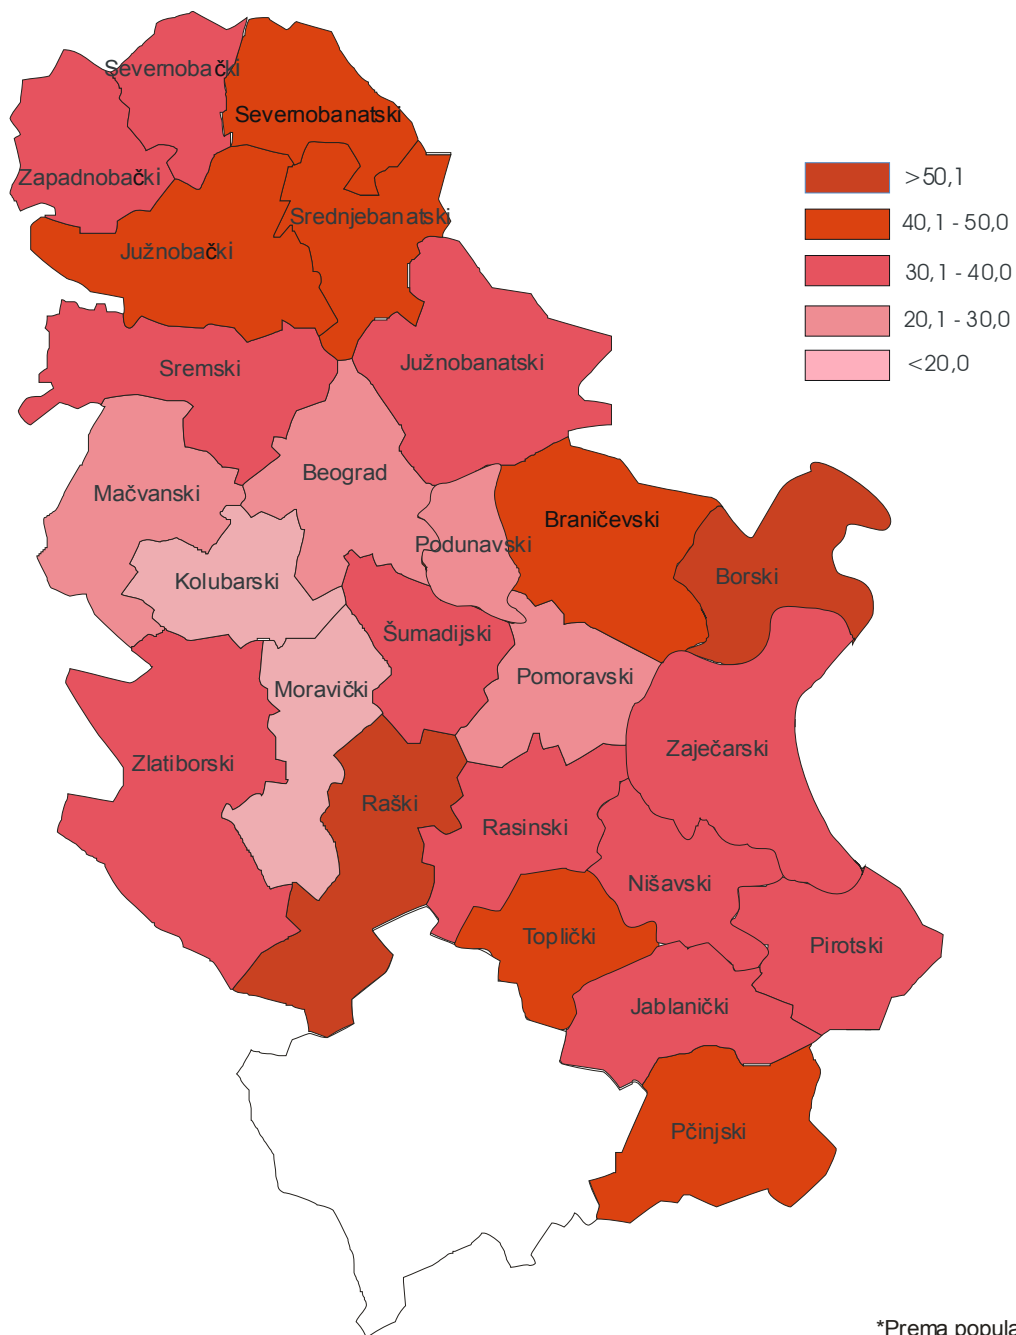 Severnobački
Severnobanatski
Zapadnobački
>50,1
Srednjebanatski
40,1 - 50,0
Južnobački
30,1 - 40,0
20,1 - 30,0
Sremski
Južnobanatski
<20,0
Beograd
Mačvanski
Braničevski
Podunavski
Kolubarski
Borski
Šumadijski
Pomoravski
Moravički
Zaječarski
Zlatiborski
Raški
Rasinski
Nišavski
Toplički
Pirotski
Jablanički
Pčinjski
*Prema popula